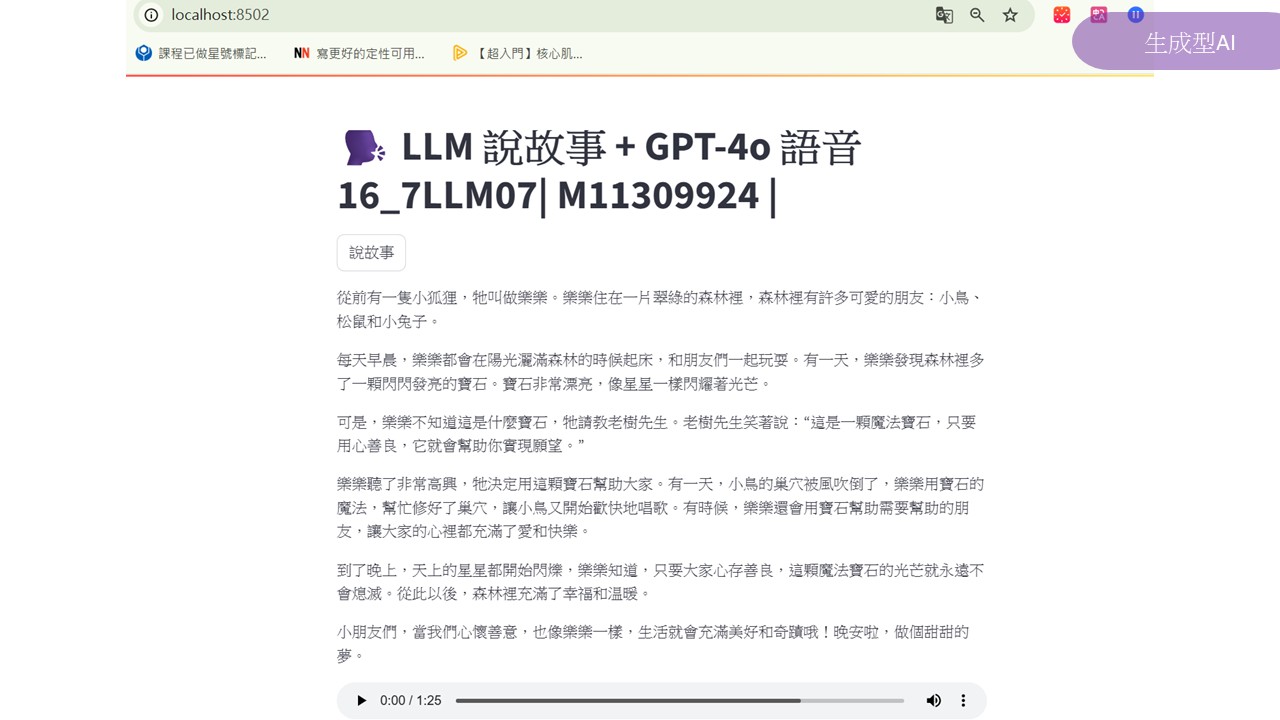 localhost:8502
生成型AI
課程已做星號標記...
NN 寫更好的定性可用...
【超入門】核心肌...
LLM 說故事 + GPT-4o 語音
16_7LLM07| M11309924 |
說故事
從前有一隻小狐狸，牠叫做樂樂。樂樂住在一片翠綠的森林裡，森林裡有許多可愛的朋友：小鳥、
松鼠和小兔子。
每天早晨，樂樂都會在陽光灑滿森林的時候起床，和朋友們一起玩耍。有一天，樂樂發現森林裡多
了一顆閃閃發亮的寶石。寶石非常漂亮，像星星一樣閃耀著光芒。
可是，樂樂不知道這是什麼寶石，牠請教老樹先生。老樹先生笑著說：“這是一顆魔法寶石，只要
用心善良，它就會幫助你實現願望。”
樂樂聽了非常高興，牠決定用這顆寶石幫助大家。有一天，小鳥的巢穴被風吹倒了，樂樂用寶石的
魔法，幫忙修好了巢穴，讓小鳥又開始歡快地唱歌。有時候，樂樂還會用寶石幫助需要幫助的朋
友，讓大家的心裡都充滿了愛和快樂。
到了晚上，天上的星星都開始閃爍，樂樂知道，只要大家心存善良，這顆魔法寶石的光芒就永遠不
會熄滅。從此以後，森林裡充滿了幸福和溫暖。
小朋友們，當我們心懷善意，也像樂樂一樣，生活就會充滿美好和奇蹟哦！晚安啦，做個甜甜的
夢。
0:00 / 1:25